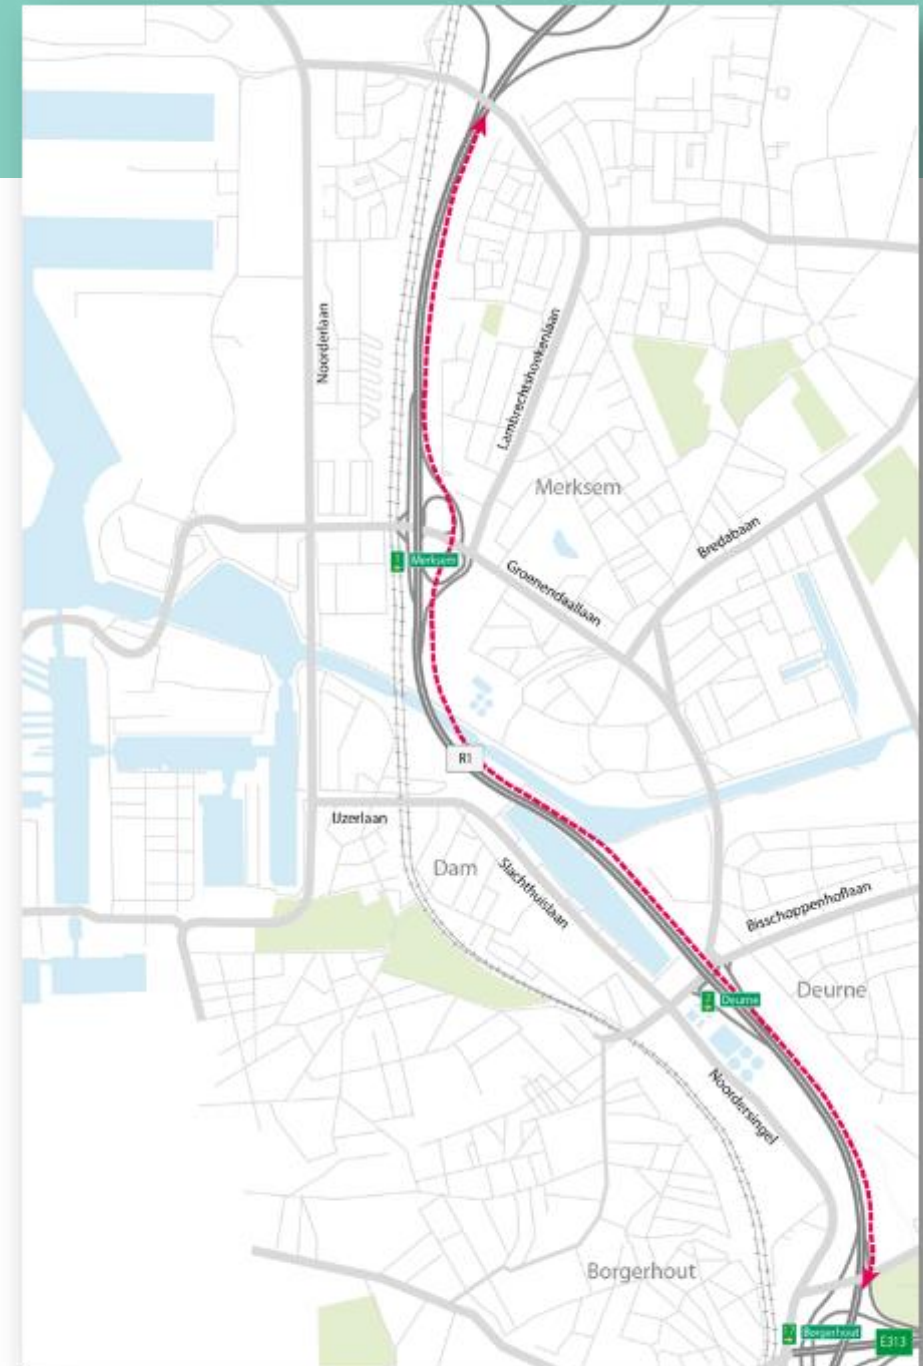 Noorderlaan
Lambrechtshoekenlaan
Merksem
Bredabaan
Merksem
Groenendaallaan
R1
IJzerlaan
Dam
Slachthuislaan
Bisschoppenhoflaan
Deurne
Deurne
Noordersingel
Borgerhout
Borgerhout
E313